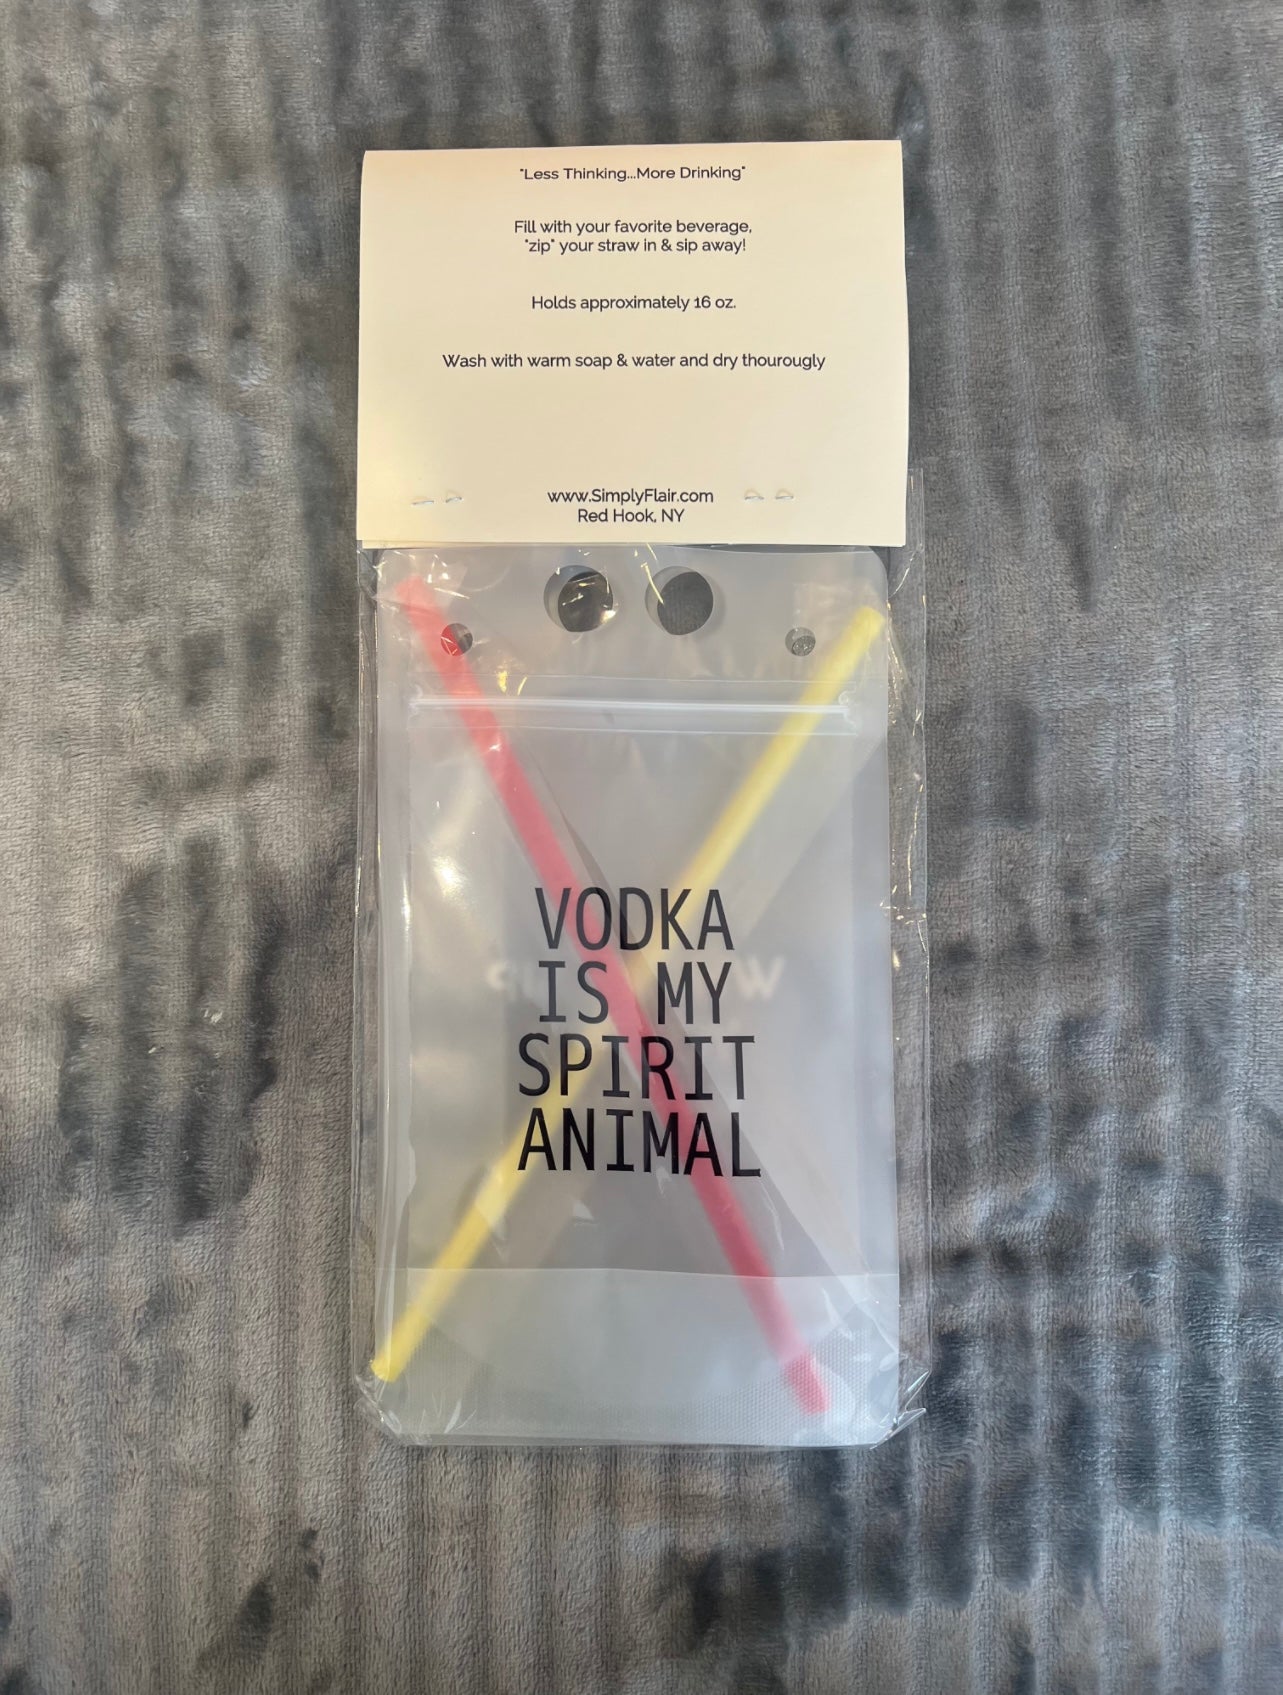 "Less Thinking...More Drinking"
Fill with your favorite beverage,
"zip" your straw in & sip away!
Holds approximately 16 oz.
Wash with warm soap & water and dry thourougly
www.SimplyFlair.com
Red Hook, NY
VODKA
IS MY
SPIRIT
ANIMAL